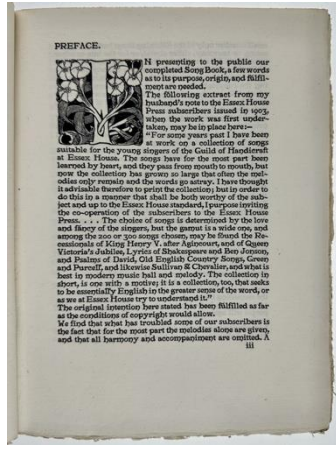 PREFACE.
IN presenting to the public our
completed Song Book, a few words
as to its purpose, origin, and fulfil-
ment are needed.
The following extract from my
husband's note to the Essex House
Press subscribers issued in 1903,
when the work was first under-
taken, may be in place here:—
"For some years past I have been
at work on a collection of songs
suitable for the young singers of the Guild of Handicraft
at Essex House. The songs have for the most part been
learned by heart, and they pass from mouth to mouth, but
now the collection has grown so large that often the mel-
odies only remain and the words go astray. I have thought
it advisable therefore to print the collection; but in order to
do this in a manner that shall be both worthy of the sub-
ject and up to the Essex House standard, I purpose inviting
the co-operation of the subscribers to the Essex House
Press. . . . . The choice of songs is determined by the love
and fancy of the singers, but the gamut is a wide one, and
among the 200 or 300 songs chosen, may be found the Re-
cessionals of King Henry V. after Agincourt, and of Queen
Victoria's Jubilee, Lyrics of Shakespeare and Ben Jonson,
and Psalms of David, Old English Country Songs, Green
and Purcell, and likewise Sullivan & Chevalier, and what is
best in modern music hall and melody. The collection in
short, is one with a motive; it is a collection, too, that seeks
to be essentially English in the greater sense of the word, or
as we at Essex House try to understand it."
The original intention here stated has been fulfilled as far
as the conditions of copyright would allow.
We find that what has troubled some of our subscribers is
the fact that for the most part the melodies alone are given,
and that all harmony and accompaniment are omitted. A
iii